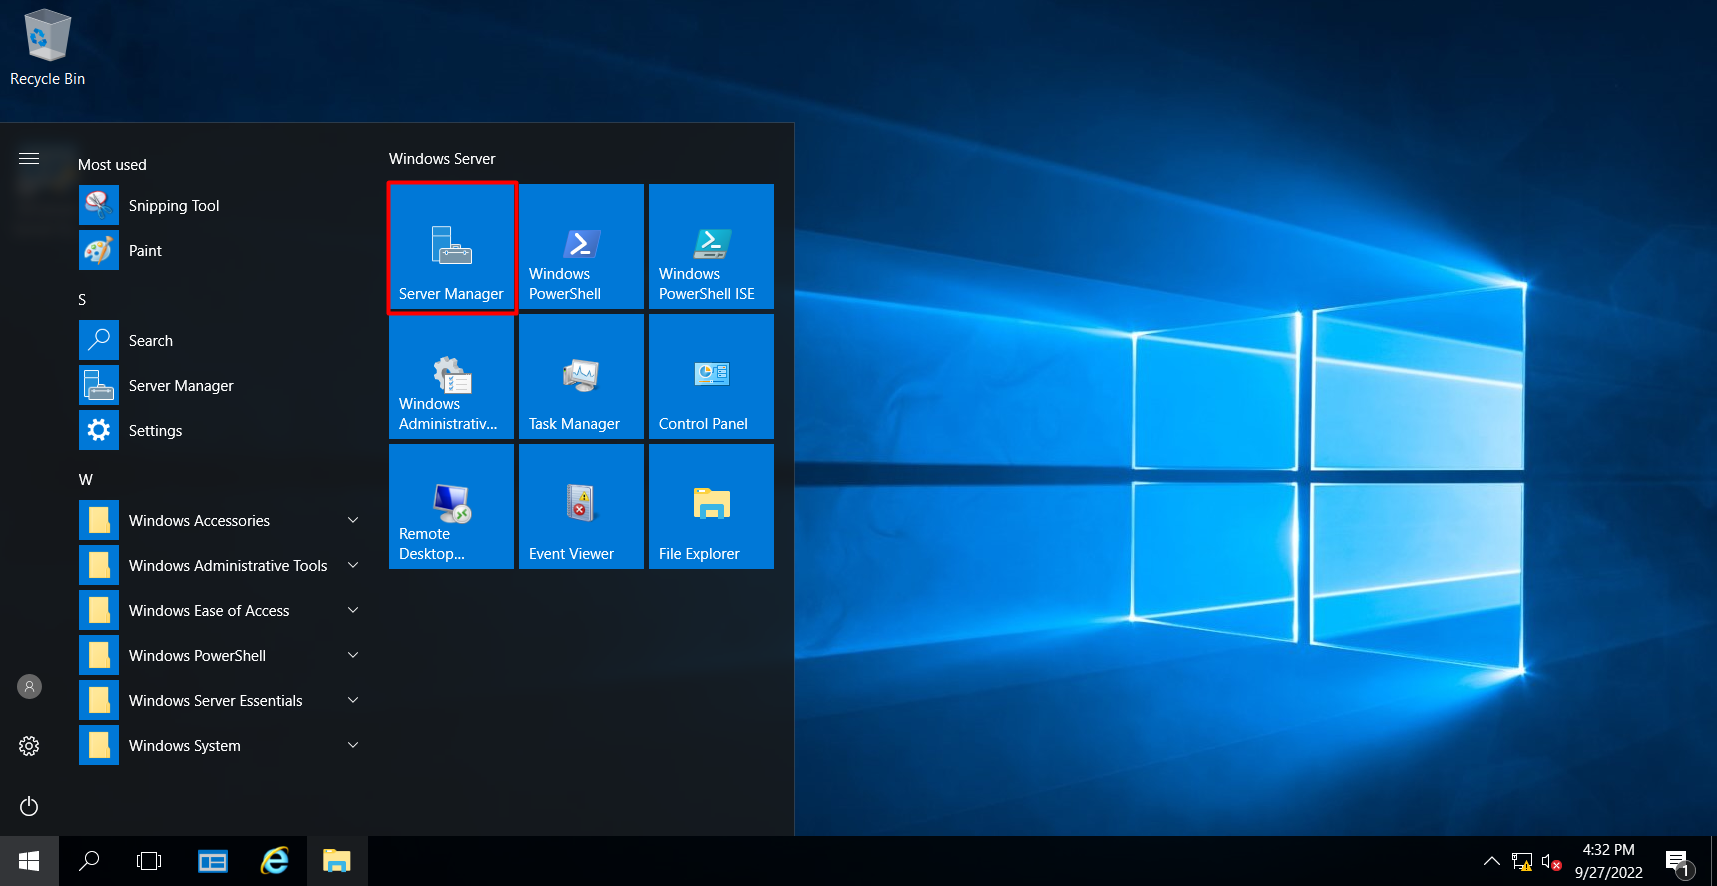 Recycle Bin
Most used
Snipping Tool
Paint
S
Search
Server Manager
Settings
W
Windows Accessories
Windows Administrative Tools
Windows Ease of Access
Windows PowerShell
Windows Server Essentials
Windows System
Windows Server
Server Manager
Windows
PowerShell
Windows
PowerShell ISE
Windows
Administrativ...
Task Manager
Control Panel
Remote
Desktop...
Event Viewer
File Explorer
4:32 PM
9/27/2022
1